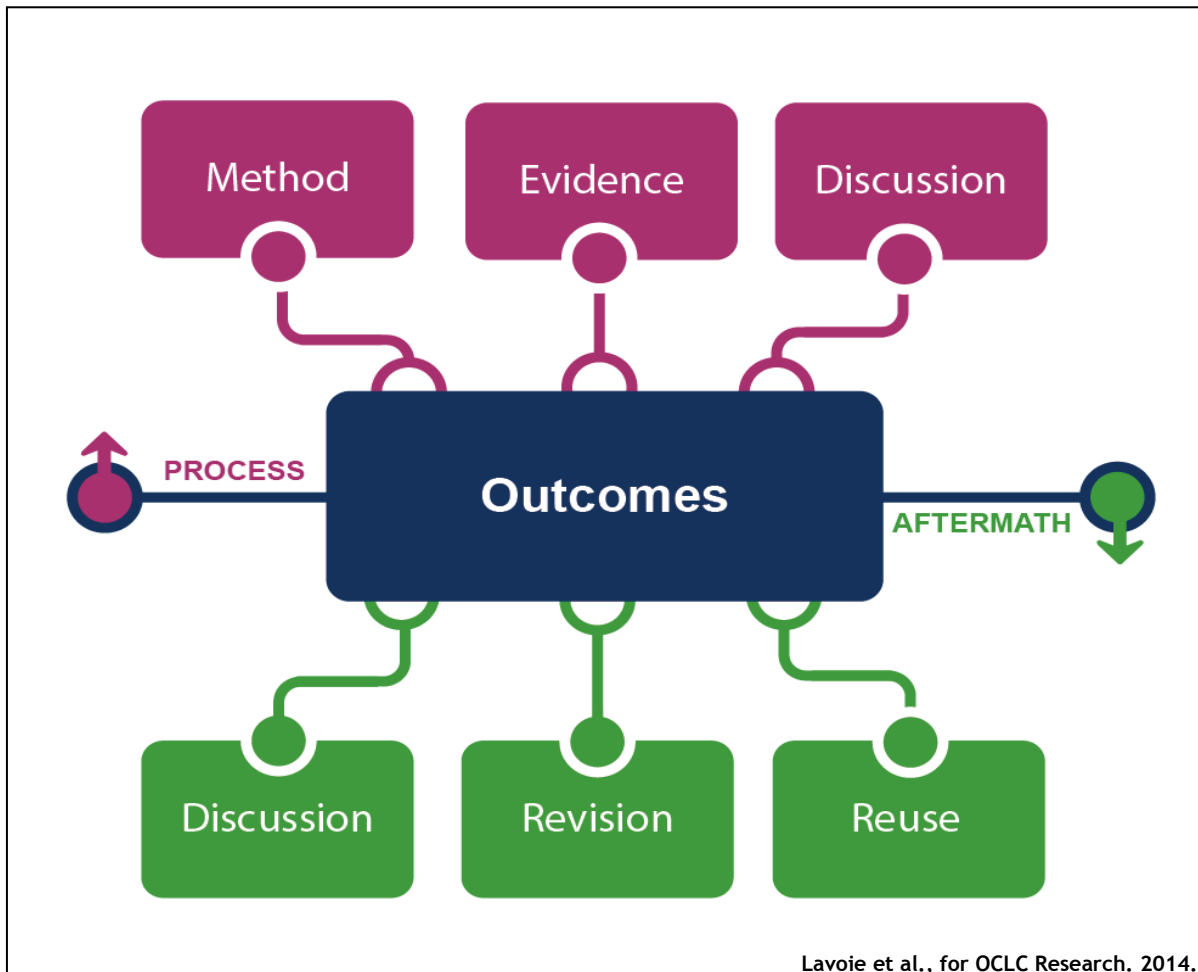 Method
Evidence
Discussion
PROCESS
Outcomes
AFTERMATH
Discussion
Revision
Reuse
Lavoie et al., for OCLC Research. 2014.